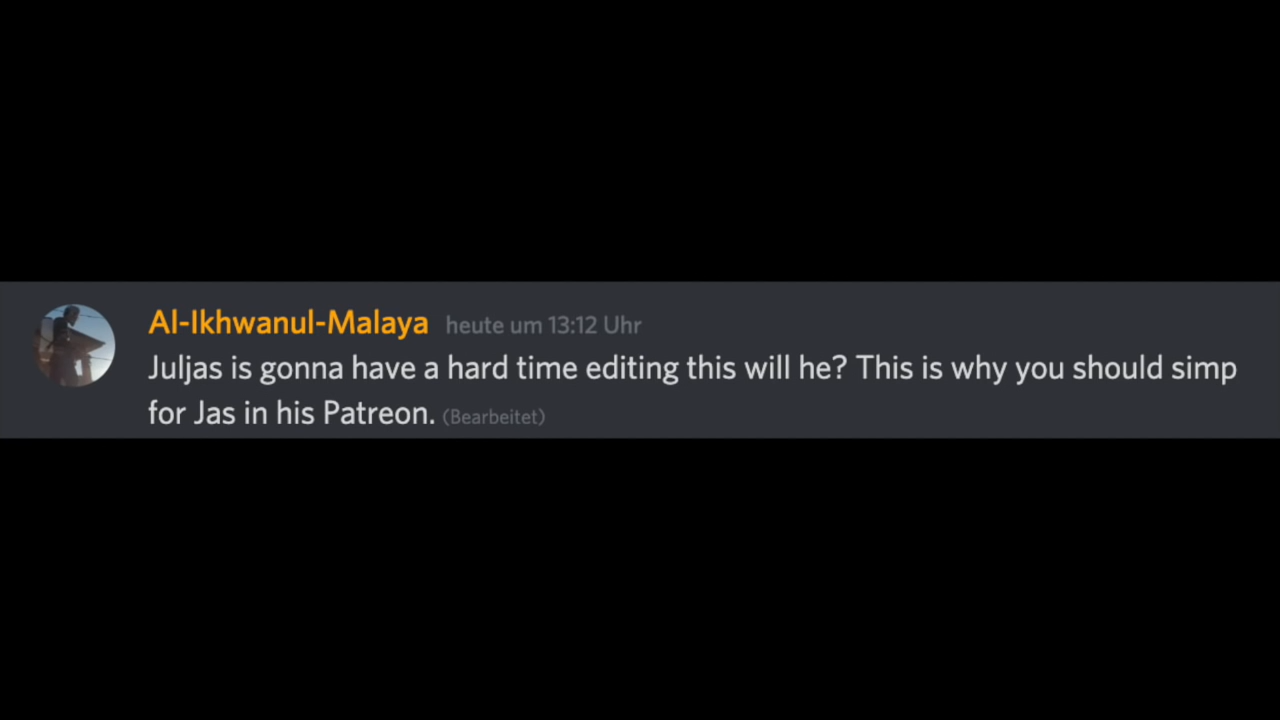 Al-Ikhwanul-Malaya heute um 13:12 Uhr
Juljas is gonna have a hard time editing this will he? This is why you should simp
for Jas in his Patreon. (Bearbeitet)